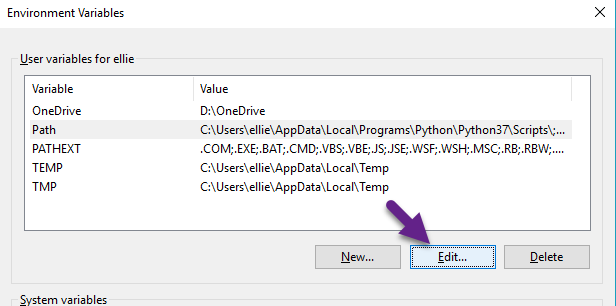 Environment Variables
User variables for ellie
Variable Value
OneDrive D:\OneDrive
Path C:\Users\ellie\AppData\Local\Programs\Python\Python37\Scripts\;...
PATHEXT .COM;.EXE;.BAT;.CMD;.VBS;.VBE;.JS;.JSE;.WSF;.WSH;.MSC;.RB;.RBW;....
TEMP C:\Users\ellie\AppData\Local\Temp
TMP C:\Users\ellie\AppData\Local\Temp
New... Edit... Delete
System variables